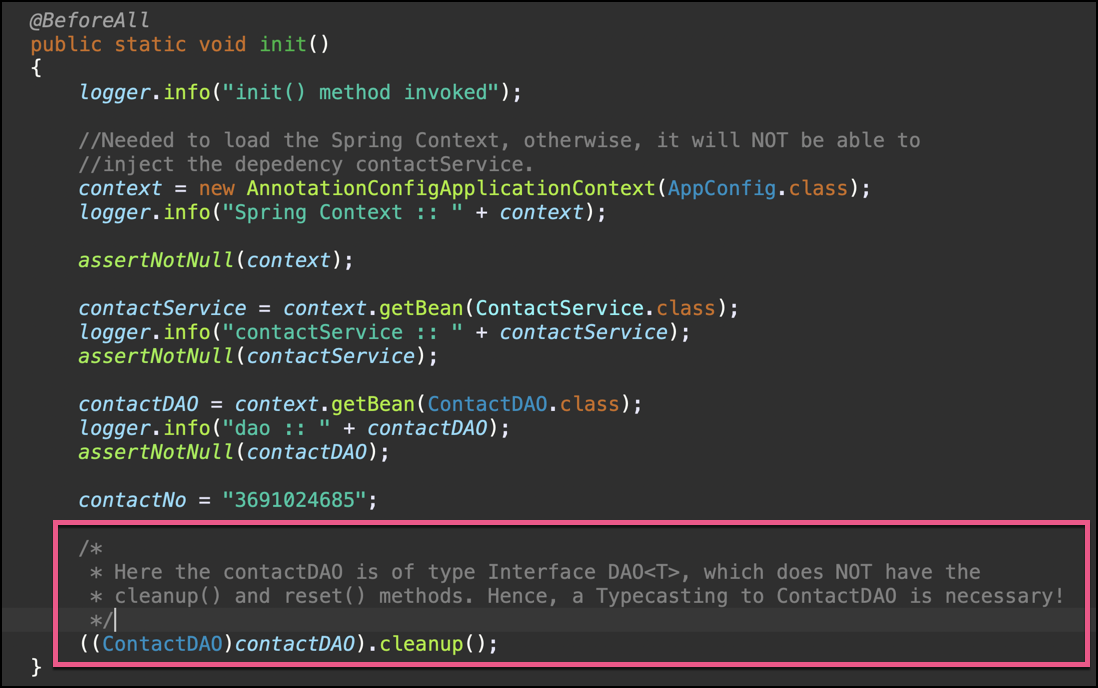 @BeforeAll
public static void init()
{
logger.info("init() method invoked");
//Needed to load the Spring Context, otherwise, it will NOT be able to
//inject the depedency contactService.
context = new AnnotationConfigApplicationContext(AppConfig.class);
logger.info("Spring Context :: " + context);
assertNotNull(context);
contactService = context.getBean(ContactService.class);
logger.info("contactService :: " + contactService);
assertNotNull(contactService);
contactDAO = context.getBean(ContactDAO.class);
logger.info("dao :: " + contactDAO);
assertNotNull(contactDAO);
contactNo = "3691024685";
/*
* Here the contactDAO is of type Interface DAO<T>, which does NOT have the
* cleanup() and reset() methods. Hence, a Typecasting to ContactDAO is necessary!
*/
((ContactDAO)contactDAO).cleanup();
}